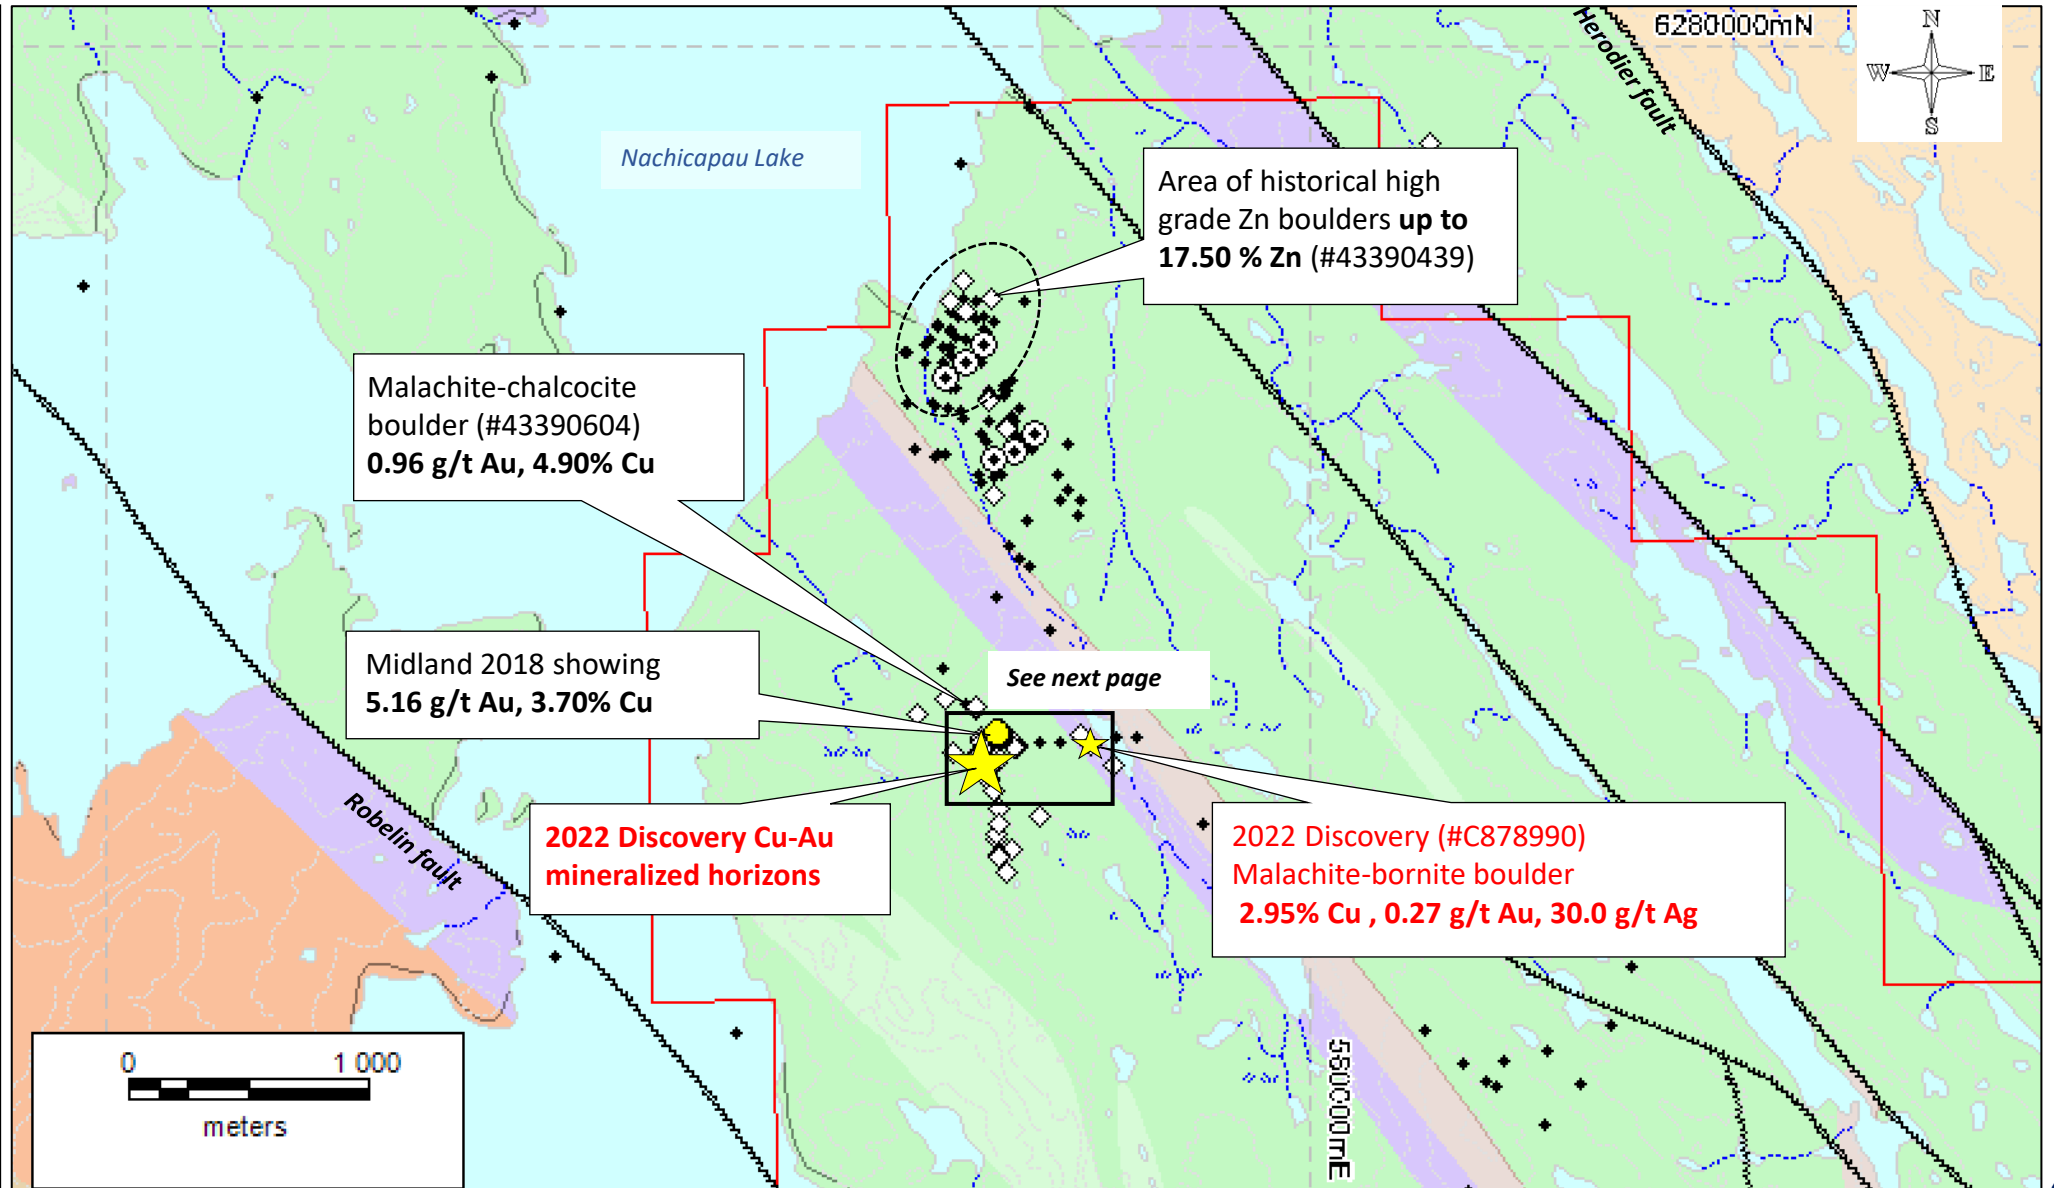 6280000mN
N
W E
S
Herodier fault
Nachicapau Lake
Area of historical high
grade Zn boulders up to
17.50 % Zn (#43390439)
Malachite-chalcocite
boulder (#43390604)
0.96 g/t Au, 4.90% Cu
Midland 2018 showing
5.16 g/t Au, 3.70% Cu
See next page
Robelin fault
2022 Discovery Cu-Au
mineralized horizons
2022 Discovery (#C878990)
Malachite-bornite boulder
2.95% Cu , 0.27 g/t Au, 30.0 g/t Ag
0 1 000
meters
560000mE